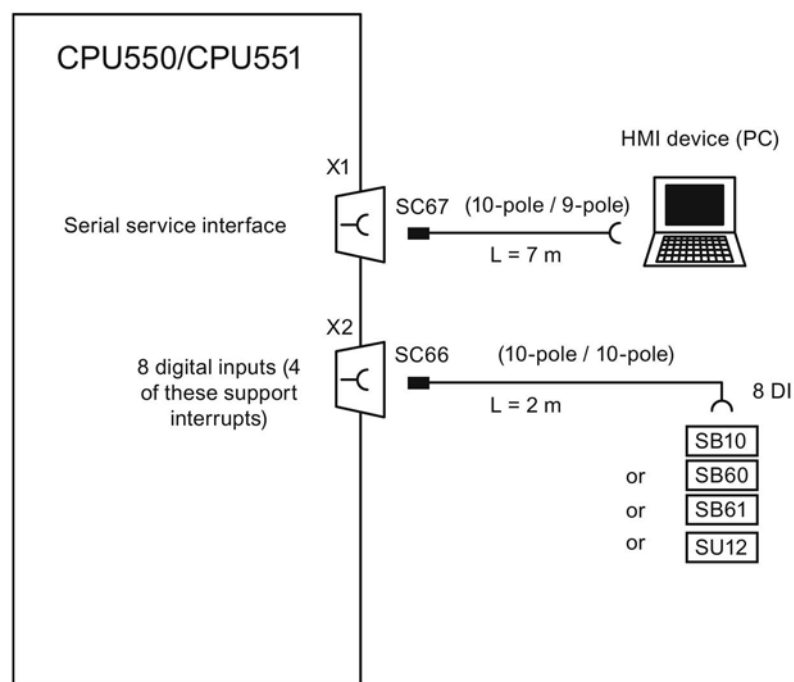 CPU550/CPU551
HMI device (PC)
X1
SC67 (10-pole / 9-pole)
Serial service interface
L = 7 m
X2
SC66 (10-pole / 10-pole)
8 digital inputs (4
of these support
interrupts)
L = 2 m
8 DI
SB10
or SB60
or SB61
or SU12